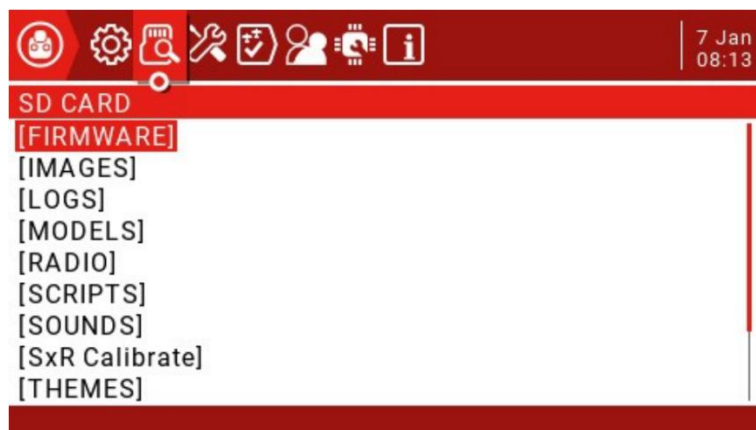 7 Jan
08:13
SD CARD
[FIRMWARE]
[IMAGES]
[LOGS]
[MODELS]
[RADIO]
[SCRIPTS]
[SOUNDS]
[SxR Calibrate]
[THEMES]